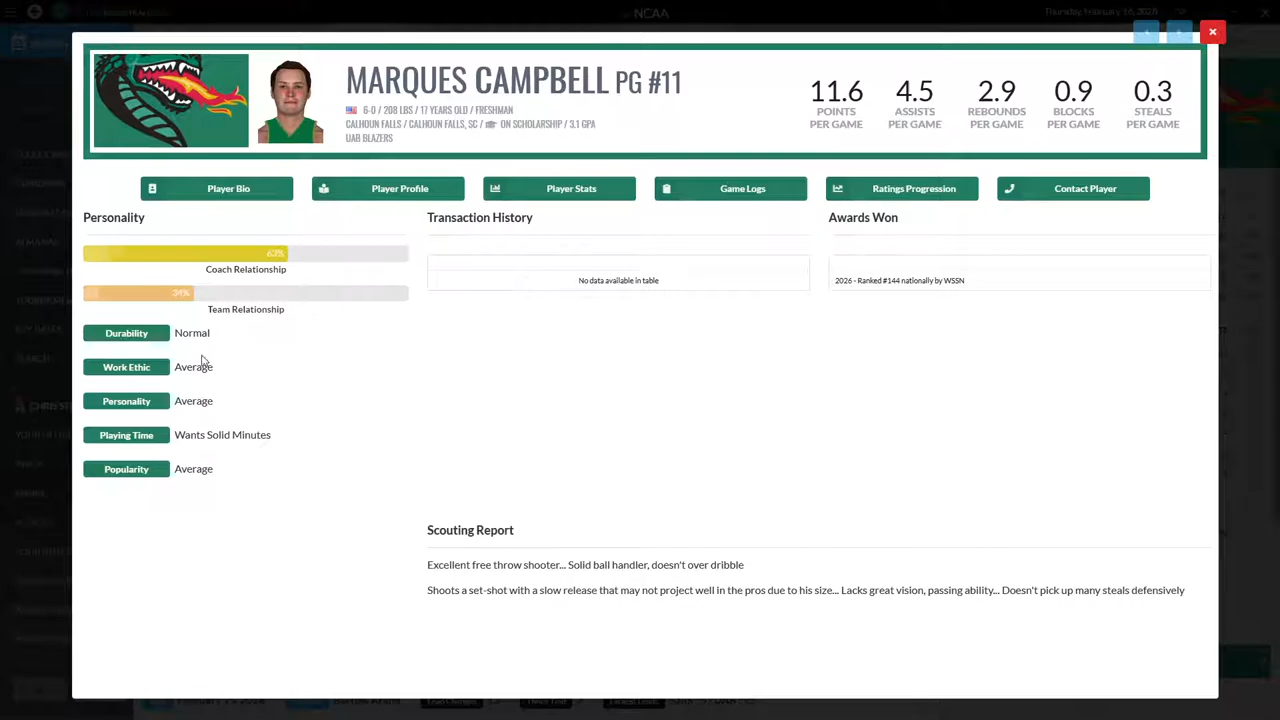 NCAA
MARQUES CAMPBELL PG #11
6-0 / 208 LBS / 17 YEARS OLD / FRESHMAN
CALHOUN FALLS / CALHOUN FALLS, SC / ON SCHOLARSHIP / 3.1 GPA
UAB BLAZERS
11.6 4.5 2.9 0.9 0.3
POINTS ASSISTS REBOUNDS BLOCKS STEALS
PER GAME PER GAME PER GAME PER GAME PER GAME
Player Bio Player Profile Player Stats Game Logs Ratings Progression Contact Player
Personality Transaction History Awards Won
63%
Coach Relationship
No data available in table
2026 - Ranked #144 nationally by WSSN
34%
Team Relationship
Durability Normal
Work Ethic Average
Personality Average
Playing Time Wants Solid Minutes
Popularity Average
Scouting Report
Excellent free throw shooter... Solid ball handler, doesn't over dribble
Shoots a set-shot with a slow release that may not project well in the pros due to his size... Lacks great vision, passing ability... Doesn't pick up many steals defensively